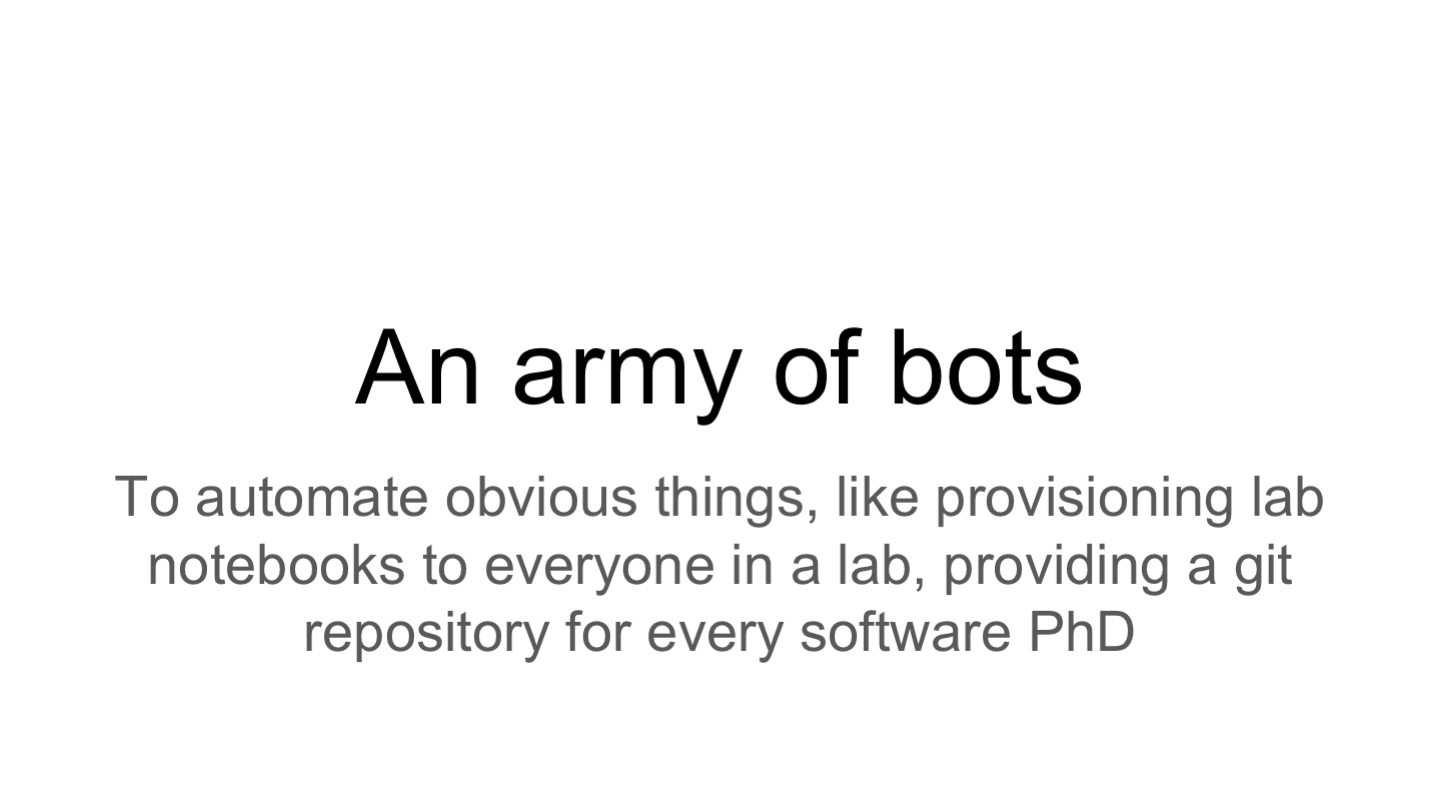 An army of bots
To automate obvious things, like provisioning lab
notebooks to everyone in a lab, providing a git
repository for every software PhD